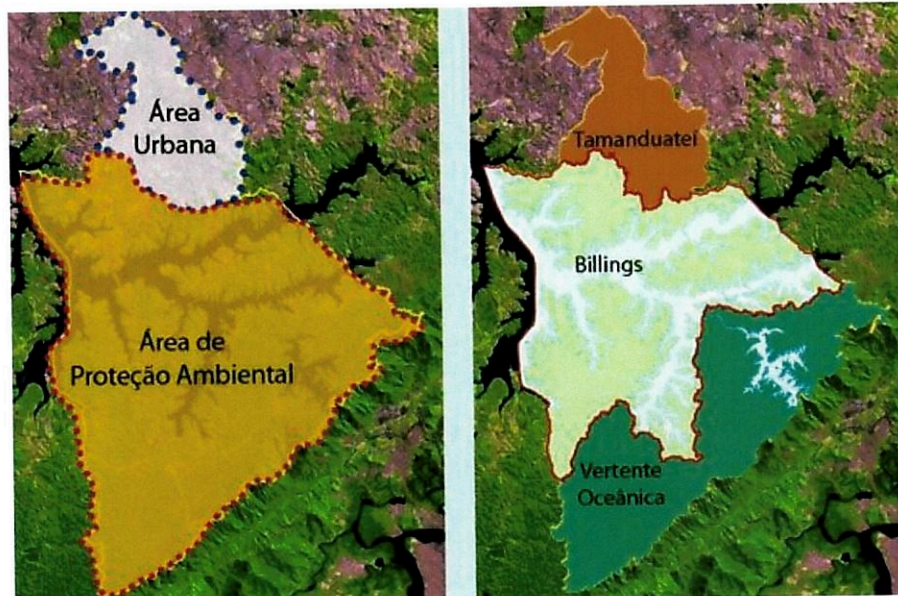 Área
Urbana
Área de
Proteção Ambiental
Tamanduateí
Billings
Vertente
Oceânica